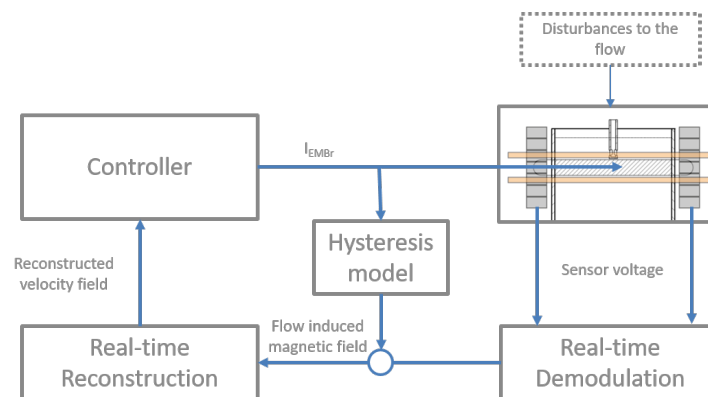 Disturbances to the
flow
Controller
I_EMBr
Hysteresis
model
Reconstructed
velocity field
Sensor voltage
Flow induced
magnetic field
Real-time
Reconstruction
Real-time
Demodulation